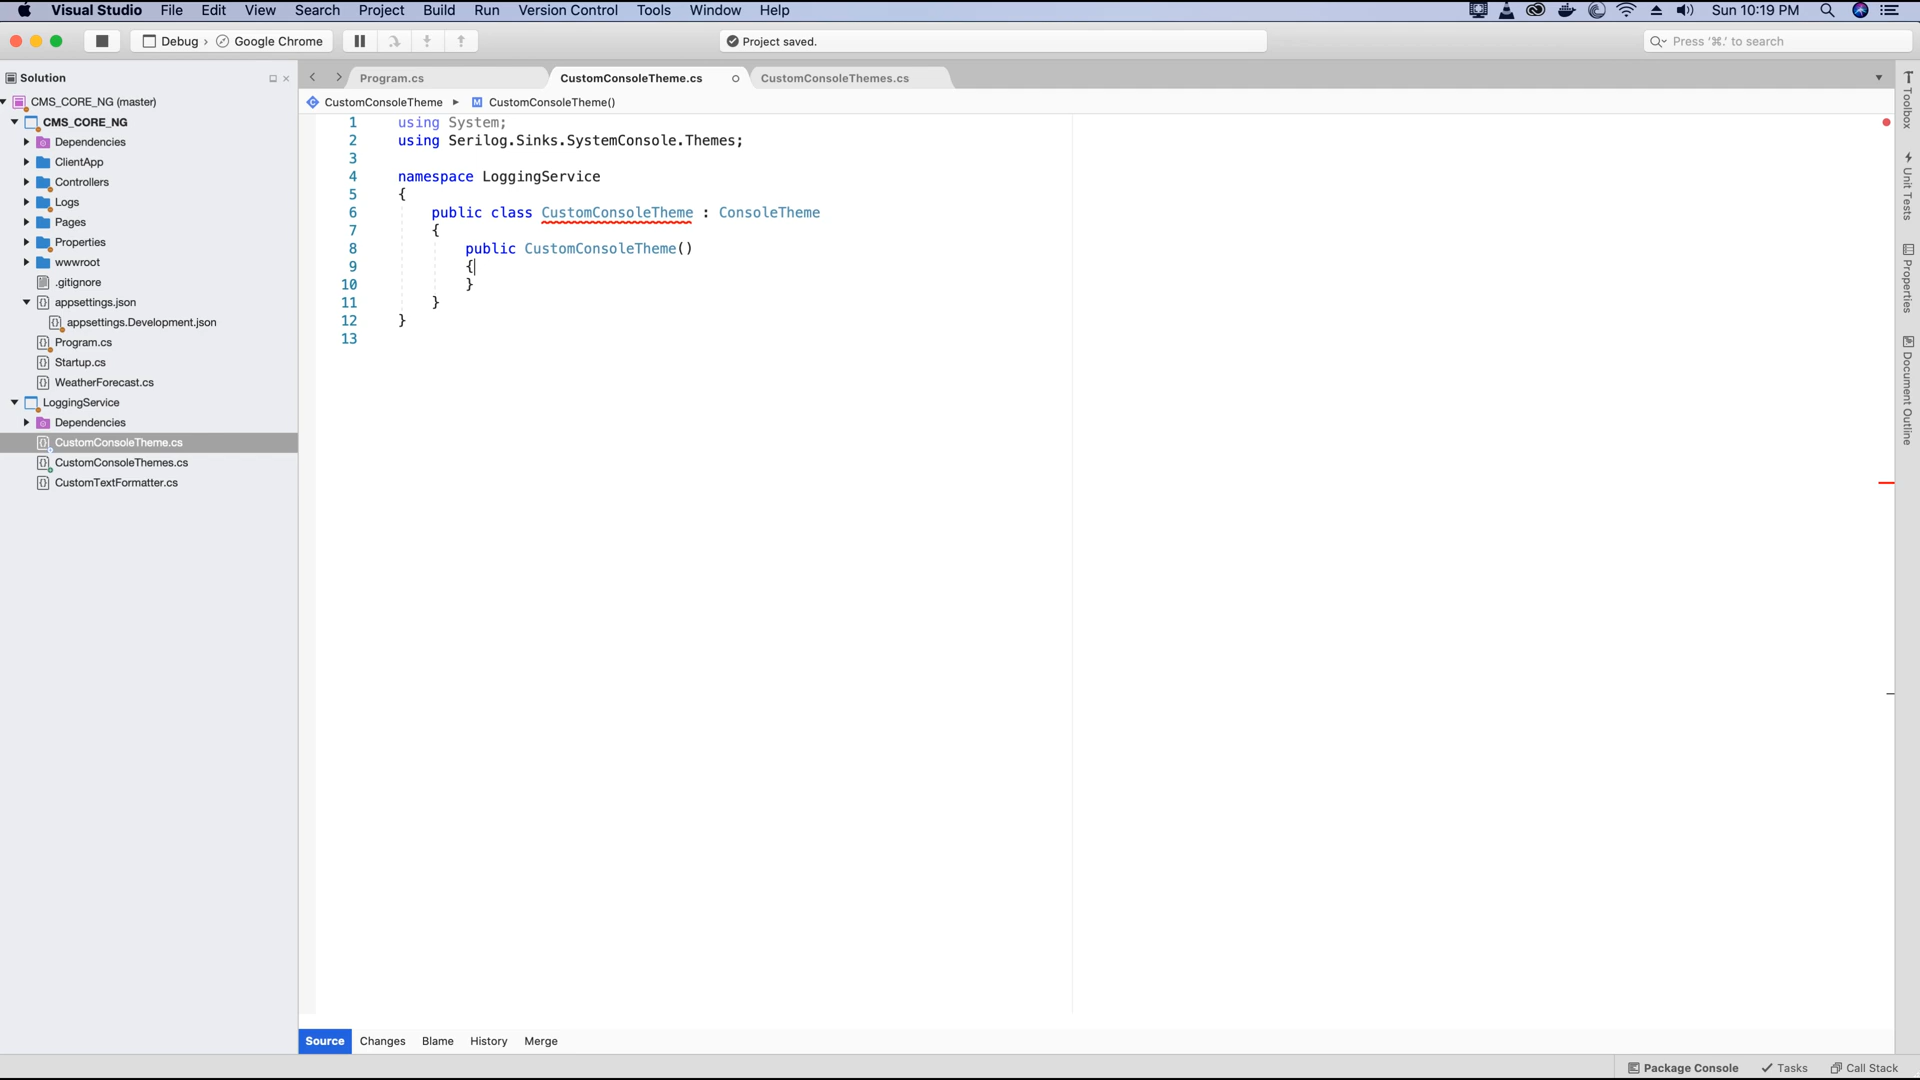 Visual Studio File Edit View Search Project Build Run Version Control Tools Window Help Sun 10:19 PM
Debug › Google Chrome Project saved. Press '⌘.' to search
Solution
CMS_CORE_NG (master)
CMS_CORE_NG
Dependencies
ClientApp
Controllers
Logs
Pages
Properties
wwwroot
.gitignore
appsettings.json
appsettings.Development.json
Program.cs
Startup.cs
WeatherForecast.cs
LoggingService
Dependencies
CustomConsoleTheme.cs
CustomConsoleThemes.cs
CustomTextFormatter.cs
Program.cs CustomConsoleTheme.cs CustomConsoleThemes.cs
CustomConsoleTheme CustomConsoleTheme()
1 using System;
2 using Serilog.Sinks.SystemConsole.Themes;
3
4 namespace LoggingService
5 {
6 public class CustomConsoleTheme : ConsoleTheme
7 {
8 public CustomConsoleTheme()
9 {
10 }
11 }
12 }
13
Toolbox
Unit Tests
Properties
Document Outline
Source Changes Blame History Merge
Package Console Tasks Call Stack